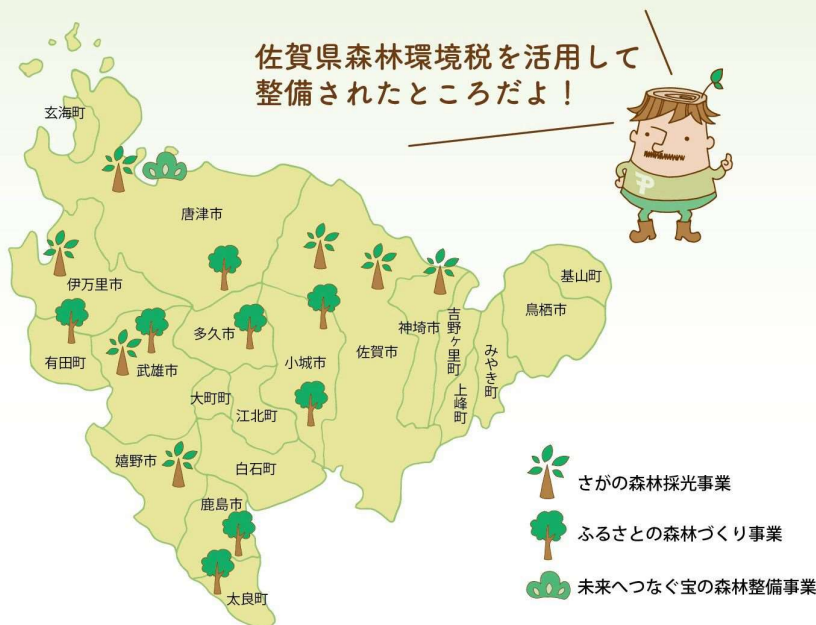 佐賀県森林環境税を活用して
整備されたところだよ！
玄海町
唐津市
伊万里市
有田町
武雄市
多久市
小城市
佐賀市
神埼市
吉野ヶ里町
上峰町
みやき町
鳥栖市
基山町
大町町
江北町
白石町
嬉野市
鹿島市
太良町
さがの森林採光事業
ふるさとの森林づくり事業
未来へつなぐ宝の森林整備事業